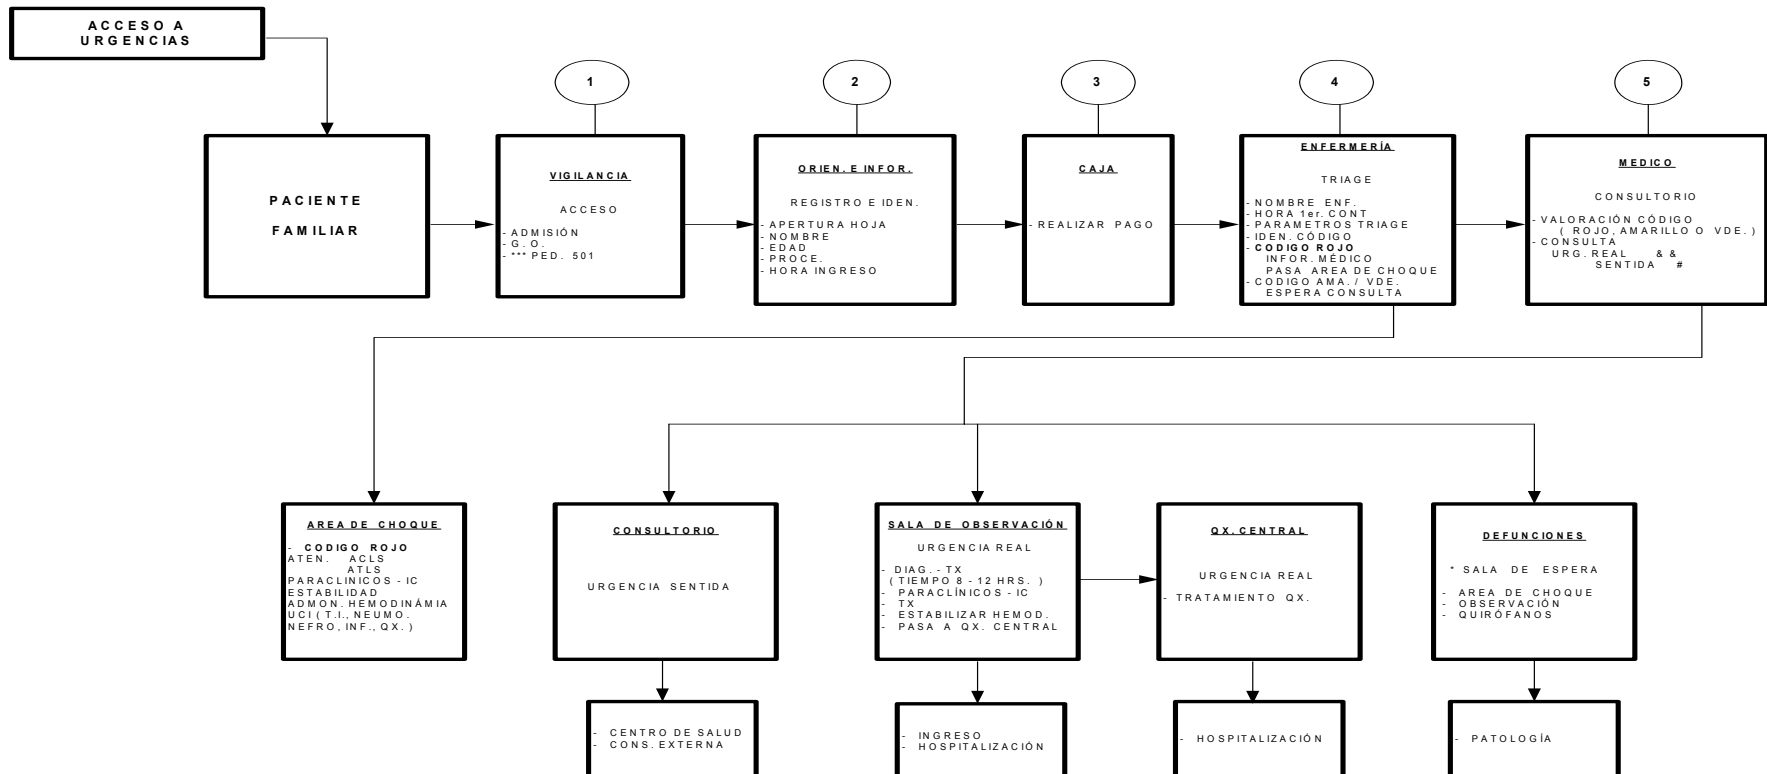 ACCESO A
URGENCIAS
1
2
3
4
5
PACIENTE
FAMILIAR
VIGILANCIA
ACCESO
- ADMISIÓN
- G.O.
- *** PED. 501
ORIEN. E INFOR.
REGISTRO E IDEN.
- APERTURA HOJA
- NOMBRE
- EDAD
- PROCE.
- HORA INGRESO
CAJA
- REALIZAR PAGO
ENFERMERÍA
TRIAGE
- NOMBRE ENF.
- HORA 1er. CONT
- PARAMETROS TRIAGE
- IDEN. CÓDIGO
- CODIGO ROJO
INFOR. MÉDICO
PASA AREA DE CHOQUE
- CODIGO AMA. / VDE.
ESPERA CONSULTA
MEDICO
CONSULTORIO
- VALORACIÓN CÓDIGO
( ROJO, AMARILLO O VDE. )
- CONSULTA
URG. REAL & &
SENTIDA #
AREA DE CHOQUE
- CODIGO ROJO
ATEN. ACLS
ATLS
PARACLINICOS - IC
ESTABILIDAD
ADMON. HEMODINÁMIA
UCI ( T.I., NEUMO.
NEFRO, INF., QX. )
CONSULTORIO
URGENCIA SENTIDA
SALA DE OBSERVACIÓN
URGENCIA REAL
- DIAG. - TX
( TIEMPO 8 - 12 HRS. )
- PARACLÍNICOS - IC
- TX
- ESTABILIZAR HEMOD.
- PASA A QX. CENTRAL
QX. CENTRAL
URGENCIA REAL
- TRATAMIENTO QX.
DEFUNCIONES
* SALA DE ESPERA
- AREA DE CHOQUE
- OBSERVACIÓN
- QUIRÓFANOS
- CENTRO DE SALUD
- CONS. EXTERNA
- INGRESO
- HOSPITALIZACIÓN
- HOSPITALIZACIÓN
- PATOLOGÍA